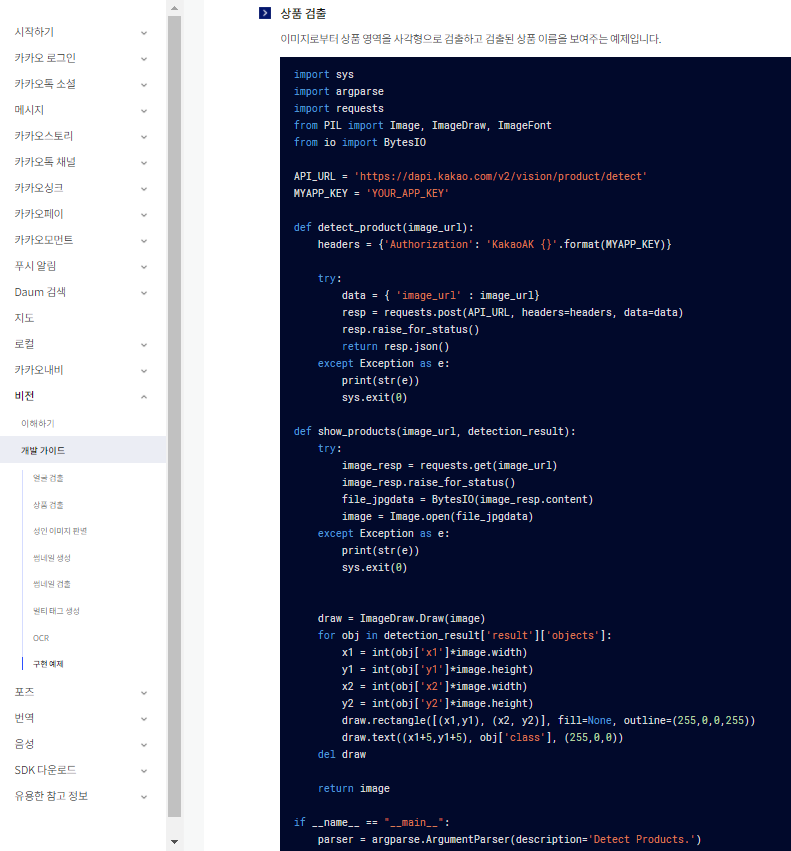 시작하기
카카오 로그인
카카오톡 소셜
메시지
카카오스토리
카카오톡 채널
카카오싱크
카카오페이
카카오모먼트
푸시 알림
Daum 검색
지도
로컬
카카오내비
비전
이해하기
개발 가이드
얼굴 검출
상품 검출
성인 이미지 판별
썸네일 생성
썸네일 검출
멀티 태그 생성
OCR
구현 예제
포즈
번역
음성
SDK 다운로드
유용한 참고 정보
상품 검출
이미지로부터 상품 영역을 사각형으로 검출하고 검출된 상품 이름을 보여주는 예제입니다.
import sys
import argparse
import requests
from PIL import Image, ImageDraw, ImageFont
from io import BytesIO
API_URL = 'https://dapi.kakao.com/v2/vision/product/detect'
MYAPP_KEY = 'YOUR_APP_KEY'
def detect_product(image_url):
    headers = {'Authorization': 'KakaoAK {}'.format(MYAPP_KEY)}
    try:
        data = { 'image_url' : image_url}
        resp = requests.post(API_URL, headers=headers, data=data)
        resp.raise_for_status()
        return resp.json()
    except Exception as e:
        print(str(e))
        sys.exit(0)
def show_products(image_url, detection_result):
    try:
        image_resp = requests.get(image_url)
        image_resp.raise_for_status()
        file_jpgdata = BytesIO(image_resp.content)
        image = Image.open(file_jpgdata)
    except Exception as e:
        print(str(e))
        sys.exit(0)
    draw = ImageDraw.Draw(image)
    for obj in detection_result['result']['objects']:
        x1 = int(obj['x1']*image.width)
        y1 = int(obj['y1']*image.height)
        x2 = int(obj['x2']*image.width)
        y2 = int(obj['y2']*image.height)
        draw.rectangle([(x1,y1), (x2, y2)], fill=None, outline=(255,0,0,255))
        draw.text((x1+5,y1+5), obj['class'], (255,0,0))
    del draw
    return image
if __name__ == "__main__":
    parser = argparse.ArgumentParser(description='Detect Products.')